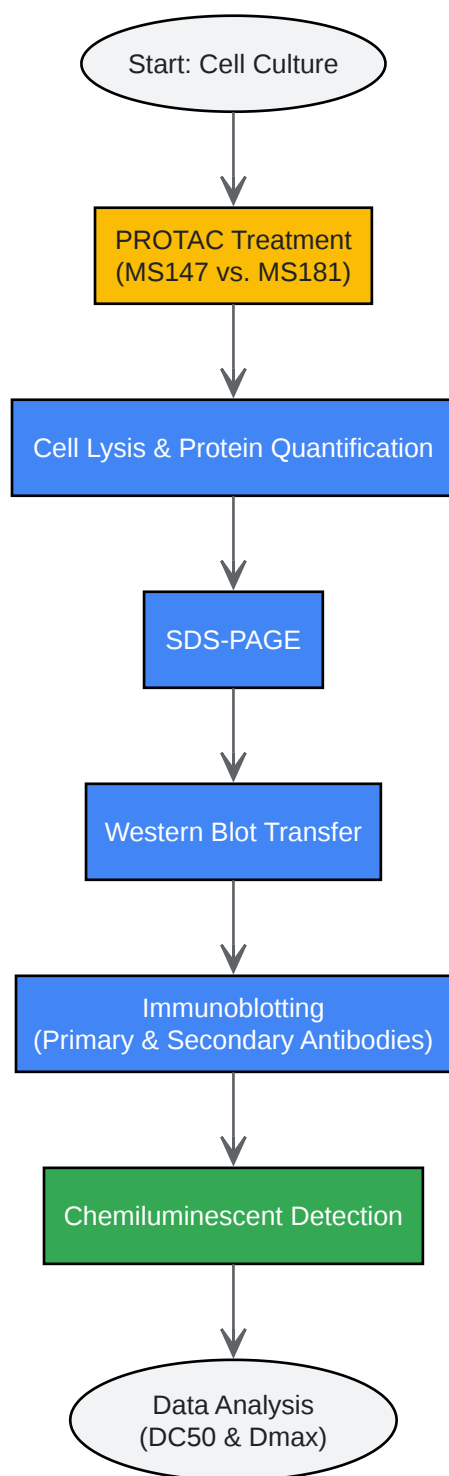 Start: Cell Culture
PROTAC Treatment
(MS147 vs. MS181)
Cell Lysis & Protein Quantification
SDS-PAGE
Western Blot Transfer
Immunoblotting
(Primary & Secondary Antibodies)
Chemiluminescent Detection
Data Analysis
(DC50 & Dmax)